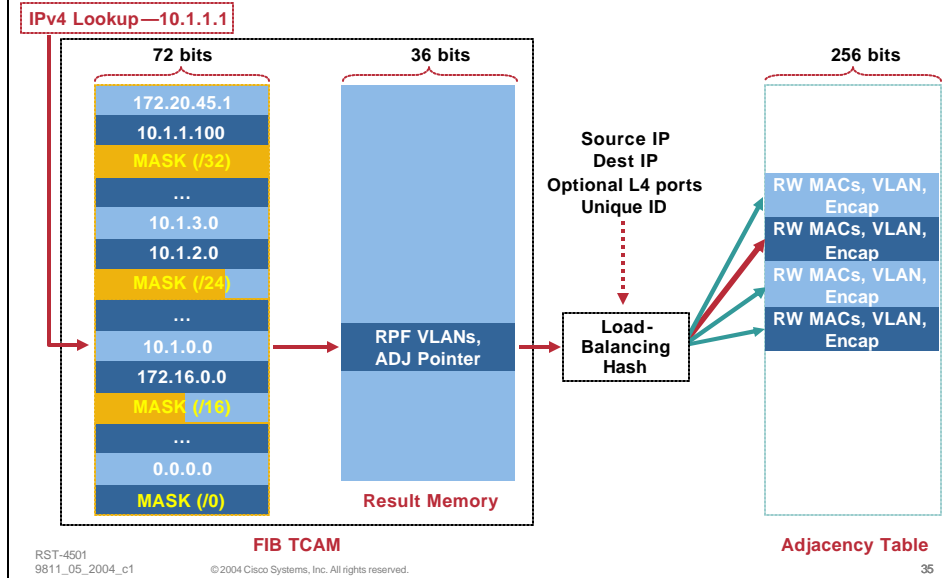 IPv4 Lookup—10.1.1.1
72 bits
36 bits
256 bits
172.20.45.1
10.1.1.100
MASK (/32)
…
10.1.3.0
10.1.2.0
MASK (/24)
…
10.1.0.0
172.16.0.0
MASK (/16)
…
0.0.0.0
MASK (/0)
RPF VLANs,
ADJ Pointer
Result Memory
FIB TCAM
Source IP
Dest IP
Optional L4 ports
Unique ID
Load-
Balancing
Hash
RW MACs, VLAN,
Encap
RW MACs, VLAN,
Encap
RW MACs, VLAN,
Encap
RW MACs, VLAN,
Encap
Adjacency Table
RST-4501
9811_05_2004_c1
© 2004 Cisco Systems, Inc. All rights reserved.
35